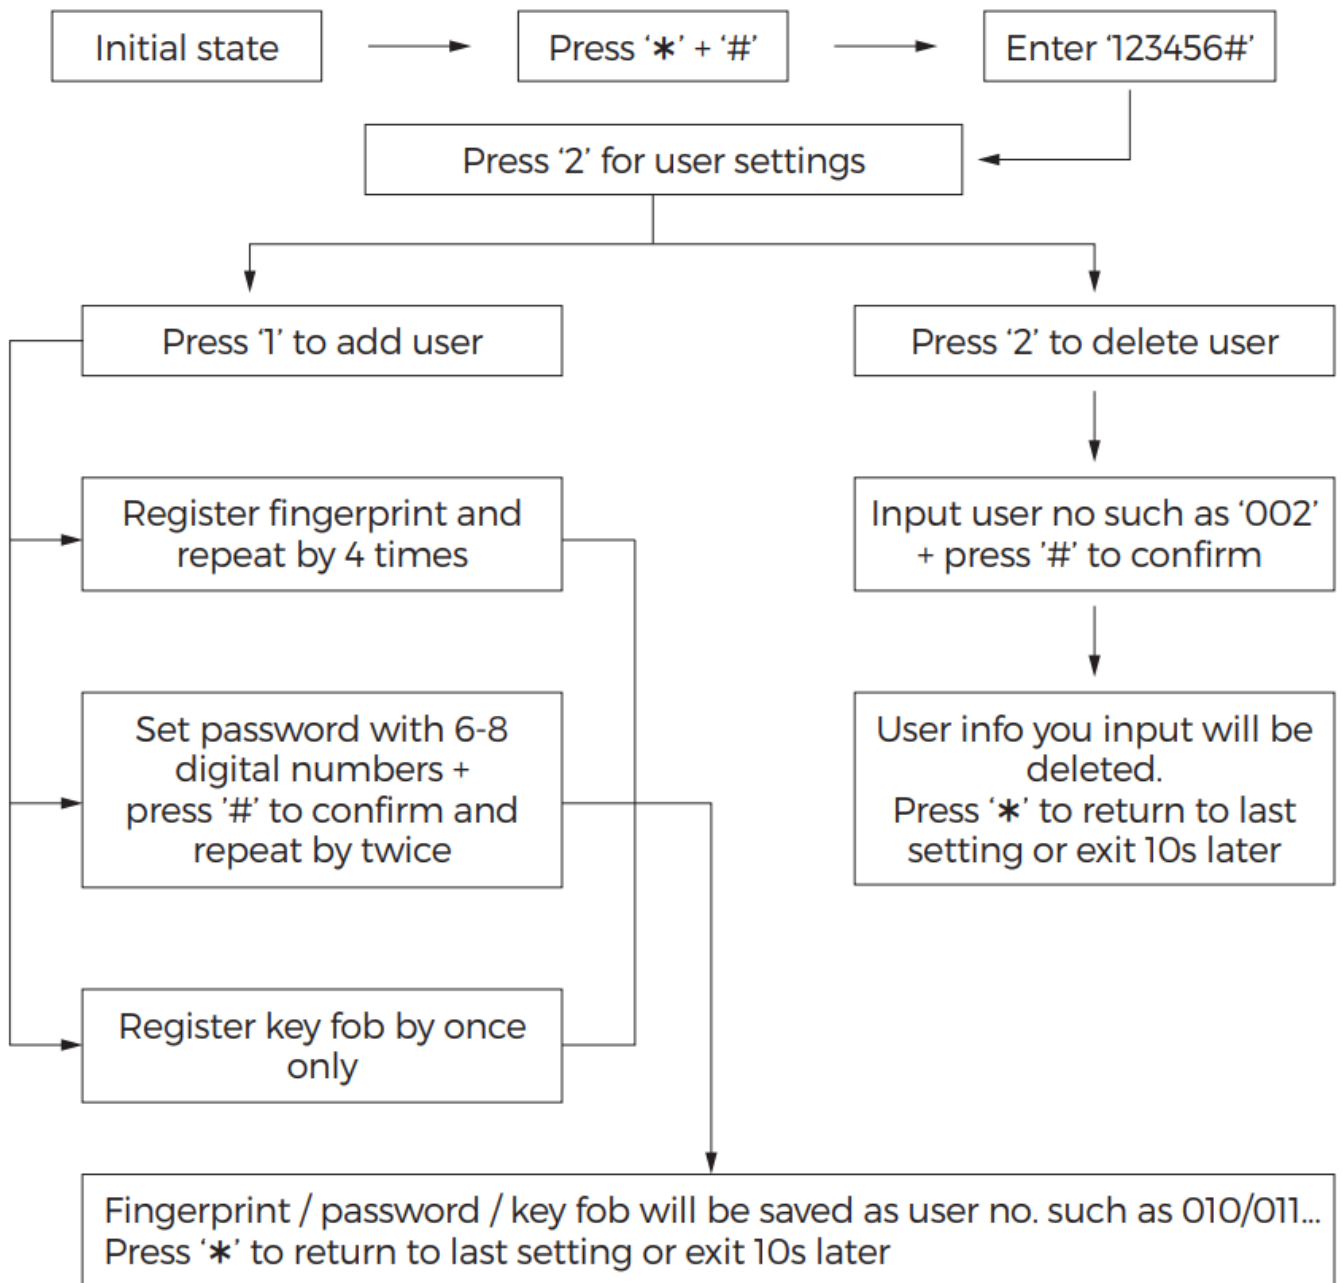 Initial state
Press ‘∗’ + ‘#’
Enter ‘123456#’
Press ‘2’ for user settings
Press ‘1’ to add user
Press ‘2’ to delete user
Register fingerprint and
repeat by 4 times
Input user no such as ‘002’
+ press ’#’ to confirm
Set password with 6-8
digital numbers +
press ’#’ to confirm and
repeat by twice
User info you input will be
deleted.
Press ‘∗’ to return to last
setting or exit 10s later
Register key fob by once
only
Fingerprint / password / key fob will be saved as user no. such as 010/011...
Press ‘∗’ to return to last setting or exit 10s later